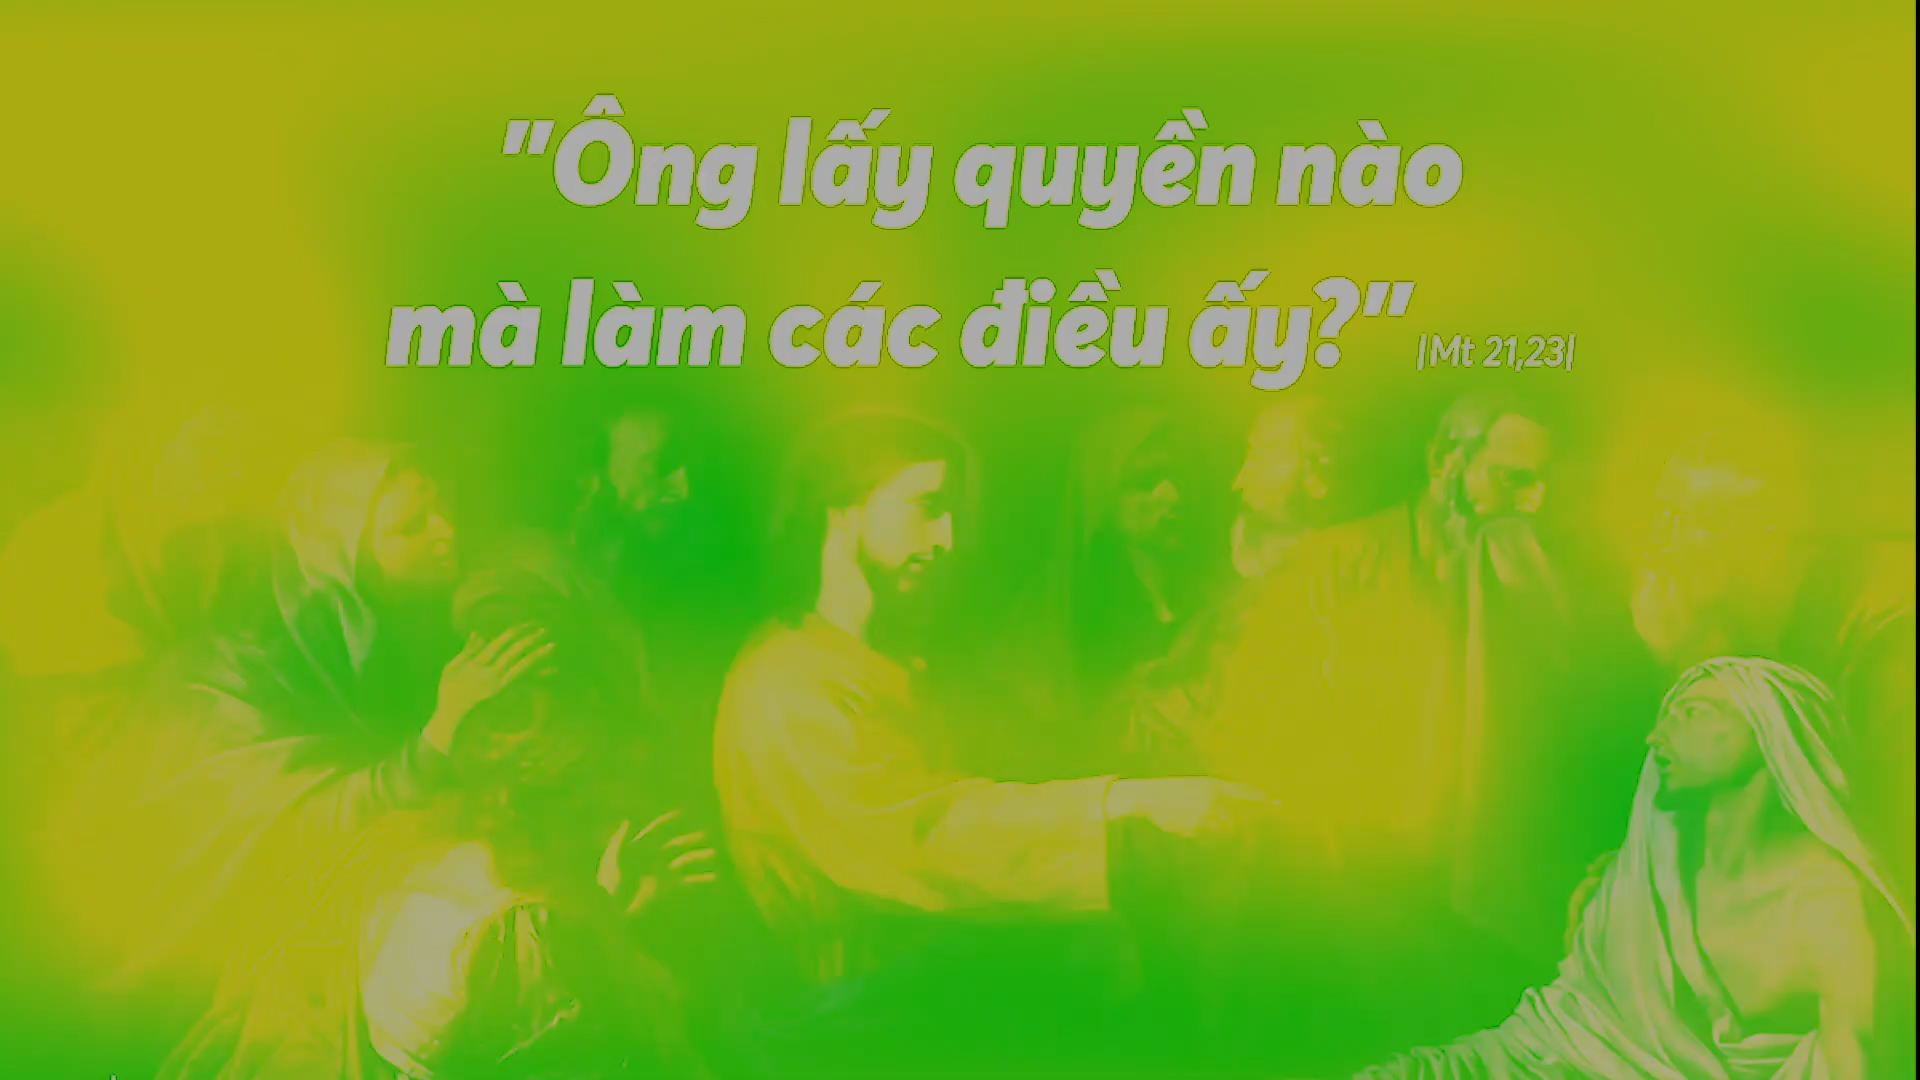 "Ông lấy quyền nào
mà làm các điều ấy?" |Mt 21,23|